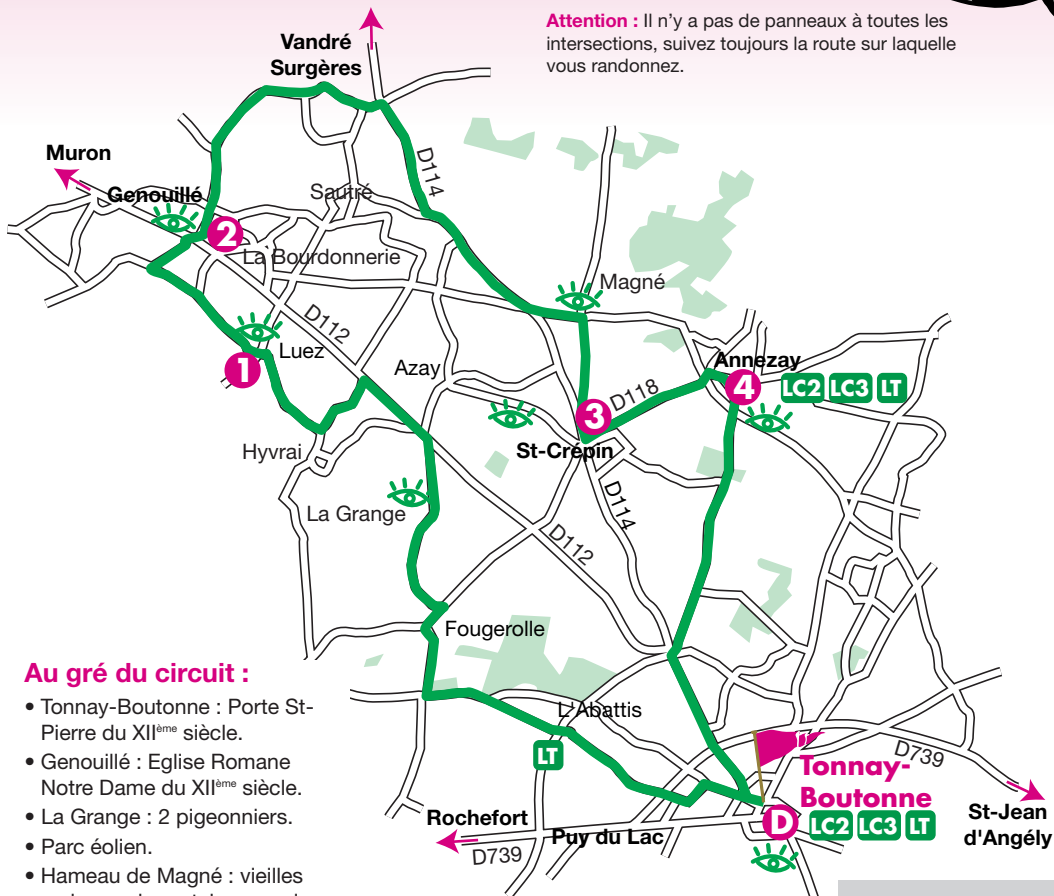 Attention : Il n’y a pas de panneaux à toutes les
intersections, suivez toujours la route sur laquelle
vous randonnez.
Vandré
Surgères
Muron
Genouillé
D114
Sautré
2
La Bourdonnerie
Magné
D112
Luez
1
Azay
Annezay
4
LC2 LC3 LT
D118
3
St-Crépin
Hyvrai
La Grange
D114
D112
Fougerolle
L'Abattis
LT
D739
Tonnay-
Boutonne
D
LC2 LC3 LT
St-Jean
d'Angély
Rochefort
Puy du Lac
D739
Au gré du circuit :
• Tonnay-Boutonne : Porte St-
Pierre du XIIème siècle.
• Genouillé : Eglise Romane
Notre Dame du XIIème siècle.
• La Grange : 2 pigeonniers.
• Parc éolien.
• Hameau de Magné : vieilles